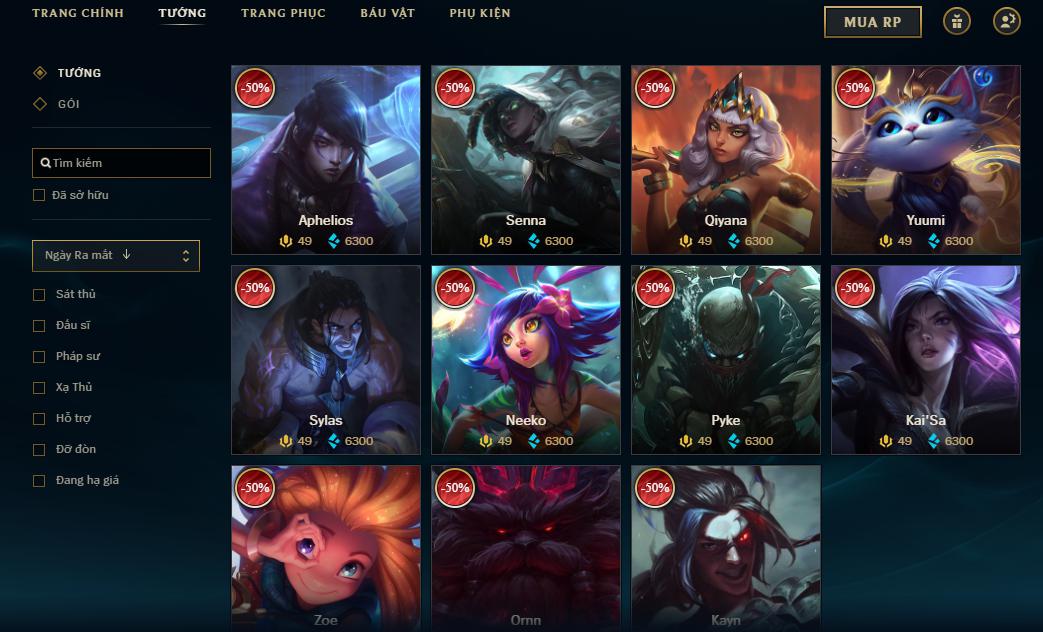 TRANG CHÍNH TƯỚNG TRANG PHỤC BÁU VẬT PHỤ KIỆN MUA RP
TƯỚNG
GÓI
Tìm kiếm
Đã sở hữu
Ngày Ra mắt ↓
Sát thủ
Đấu sĩ
Pháp sư
Xạ Thủ
Hỗ trợ
Đỡ đòn
Đang hạ giá
-50% -50% -50% -50%
Aphelios Senna Qiyana Yuumi
49 6300 49 6300 49 6300 49 6300
-50% -50% -50% -50%
Sylas Neeko Pyke Kai'Sa
49 6300 49 6300 49 6300 49 6300
-50% -50% -50%
Zoe Ornn Kayn